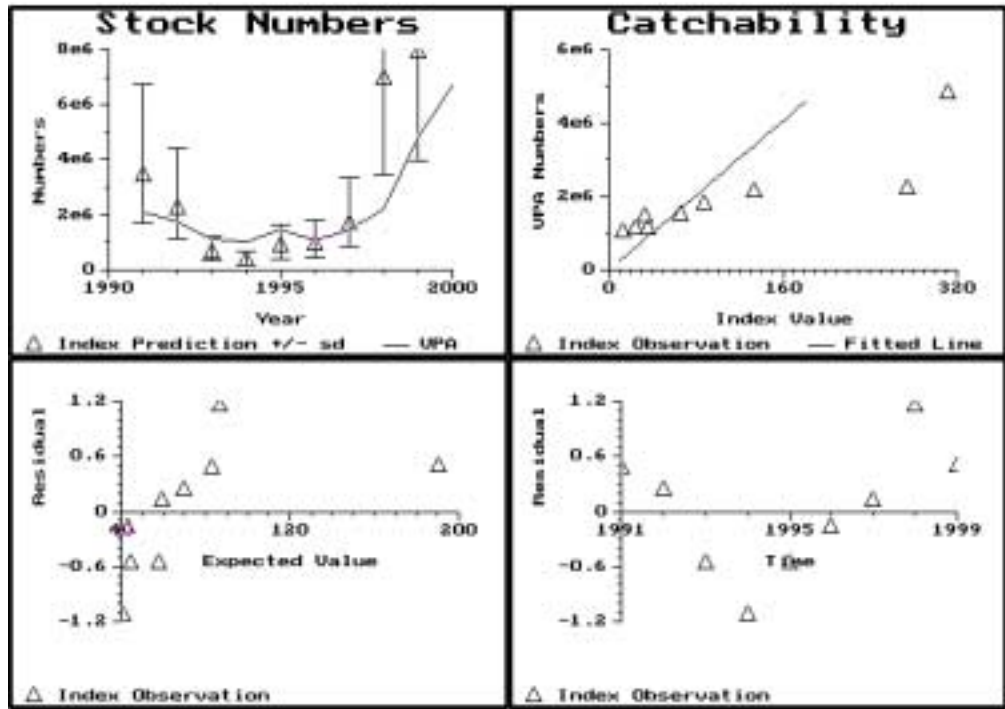 Stock Numbers
8e6
6e6
4e6
2e6
0
Numbers
1990 1995 2000
Year
△ Index Prediction +/- sd — VPA
Catchability
6e6
4e6
2e6
0
VPA Numbers
0 160 320
Index Value
△ Index Observation — Fitted Line
1.2
0.6
0
-0.6
-1.2
Residual
40 120 200
Expected Value
△ Index Observation
1.2
0.6
0
-0.6
-1.2
Residual
1991 1995 1999
Time
△ Index Observation